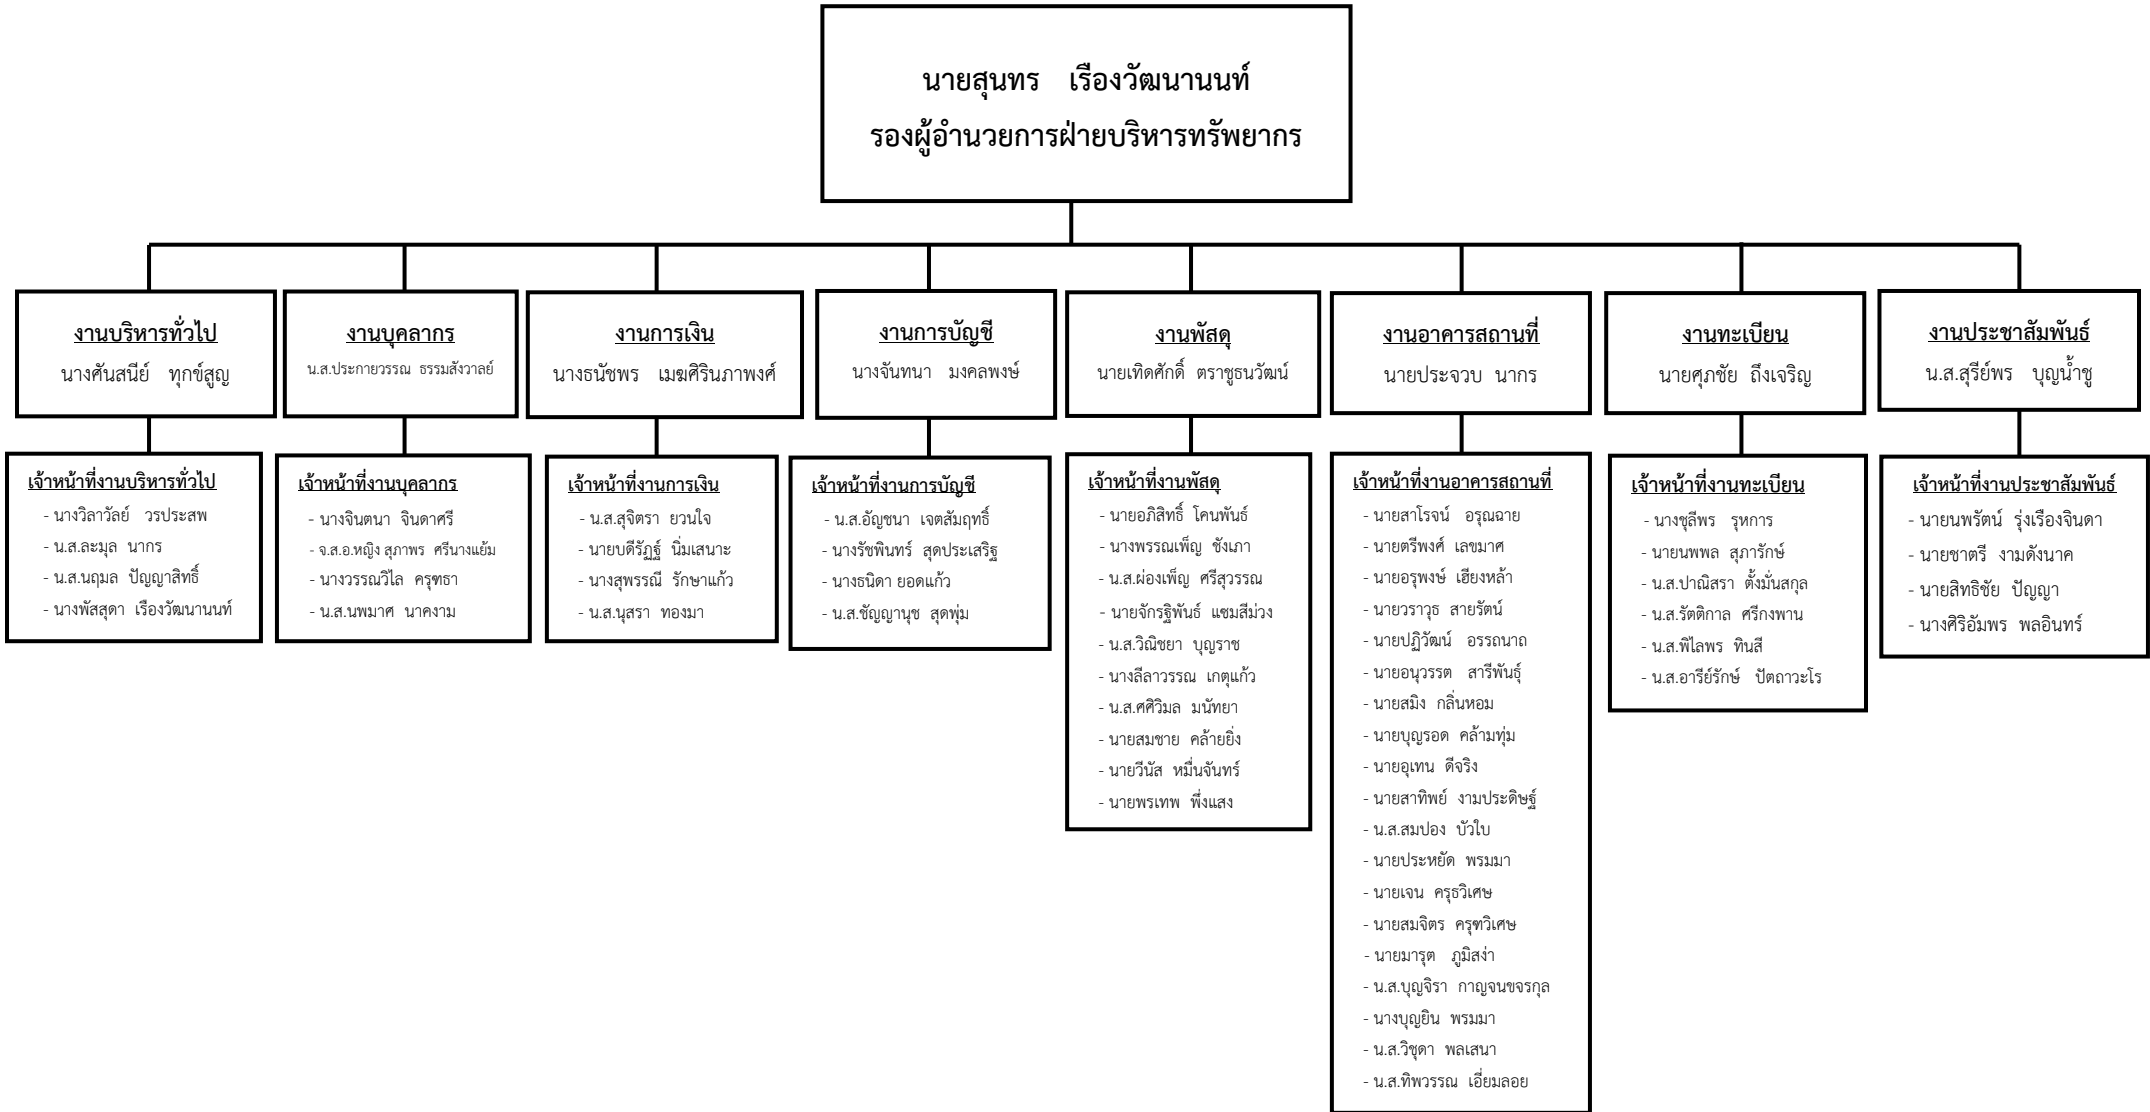 นายสุนทร เรืองวัฒนานนท์
รองผู้อำนวยการฝ่ายบริหารทรัพยากร
งานบริหารทั่วไป
นางศันสนีย์ ทุกข์สูญ
งานบุคลากร
น.ส.ประกายวรรณ ธรรมสังวาลย์
งานการเงิน
นางธนัชพร เมฆศิรินภาพงศ์
งานการบัญชี
นางจันทนา มงคลพงษ์
งานพัสดุ
นายเทิดศักดิ์ ตราชูธนวัฒน์
งานอาคารสถานที่
นายประจวบ นากร
งานทะเบียน
นายศุภชัย ถึงเจริญ
งานประชาสัมพันธ์
น.ส.สุรีย์พร บุญน้ำชู
เจ้าหน้าที่งานบริหารทั่วไป
- นางวิลาวัลย์ วรประสพ
- น.ส.ละมุล นากร
- น.ส.นฤมล ปัญญาสิทธิ์
- นางพัสสุดา เรืองวัฒนานนท์
เจ้าหน้าที่งานบุคลากร
- นางจินตนา จินดาศรี
- จ.ส.อ.หญิง สุภาพร ศรีนางแย้ม
- นางวรรณวิไล ครุฑธา
- น.ส.นพมาศ นาคงาม
เจ้าหน้าที่งานการเงิน
- น.ส.สุจิตรา ยวนใจ
- นายบดีรัฏฐ์ นิ่มเสนาะ
- นางสุพรรณี รักษาแก้ว
- น.ส.นุสรา ทองมา
เจ้าหน้าที่งานการบัญชี
- น.ส.อัญชนา เจตสัมฤทธิ์
- นางรัชพินทร์ สุดประเสริฐ
- นางธนิดา ยอดแก้ว
- น.ส.ชัญญานุช สุดพุ่ม
เจ้าหน้าที่งานพัสดุ
- นายอภิสิทธิ์ โคนพันธ์
- นางพรรณเพ็ญ ชังเภา
- น.ส.ผ่องเพ็ญ ศรีสุวรรณ
- นายจักรฐิพันธ์ แซมสีม่วง
- น.ส.วิณิชยา บุญราช
- นางลีลาวรรณ เกตุแก้ว
- น.ส.ศศิวิมล มนัทยา
- นายสมชาย คล้ายยิ่ง
- นายวีนัส หมื่นจันทร์
- นายพรเทพ พึ่งแสง
เจ้าหน้าที่งานอาคารสถานที่
- นายสาโรจน์ อรุณฉาย
- นายตรีพงศ์ เลขมาศ
- นายอรุพงษ์ เฮียงหล้า
- นายวราวุธ สายรัตน์
- นายปฏิวัฒน์ อรรถนาถ
- นายอนุวรรต สารีพันธุ์
- นายสมิง กลิ่นหอม
- นายบุญรอด คล้ามทุ่ม
- นายอุเทน ดีจริง
- นายสาทิพย์ งามประดิษฐ์
- น.ส.สมปอง บัวใบ
- นายประหยัด พรมมา
- นายเจน ครุธวิเศษ
- นายสมจิตร ครุฑวิเศษ
- นายมารุต ภูมิสง่า
- น.ส.บุญจิรา กาญจนขจรกุล
- นางบุญยิน พรมมา
- น.ส.วิชุดา พลเสนา
- น.ส.ทิพวรรณ เอี่ยมลอย
เจ้าหน้าที่งานทะเบียน
- นางชุลีพร รุหการ
- นายนพพล สุภารักษ์
- น.ส.ปาณิสรา ตั้งมั่นสกุล
- น.ส.รัตติกาล ศรีกงพาน
- น.ส.พิไลพร ทินสี
- น.ส.อารีย์รักษ์ ปัตถาวะโร
เจ้าหน้าที่งานประชาสัมพันธ์
- นายนพรัตน์ รุ่งเรืองจินดา
- นายชาตรี งามดังนาค
- นายสิทธิชัย ปัญญา
- นางศิริอัมพร พลอินทร์